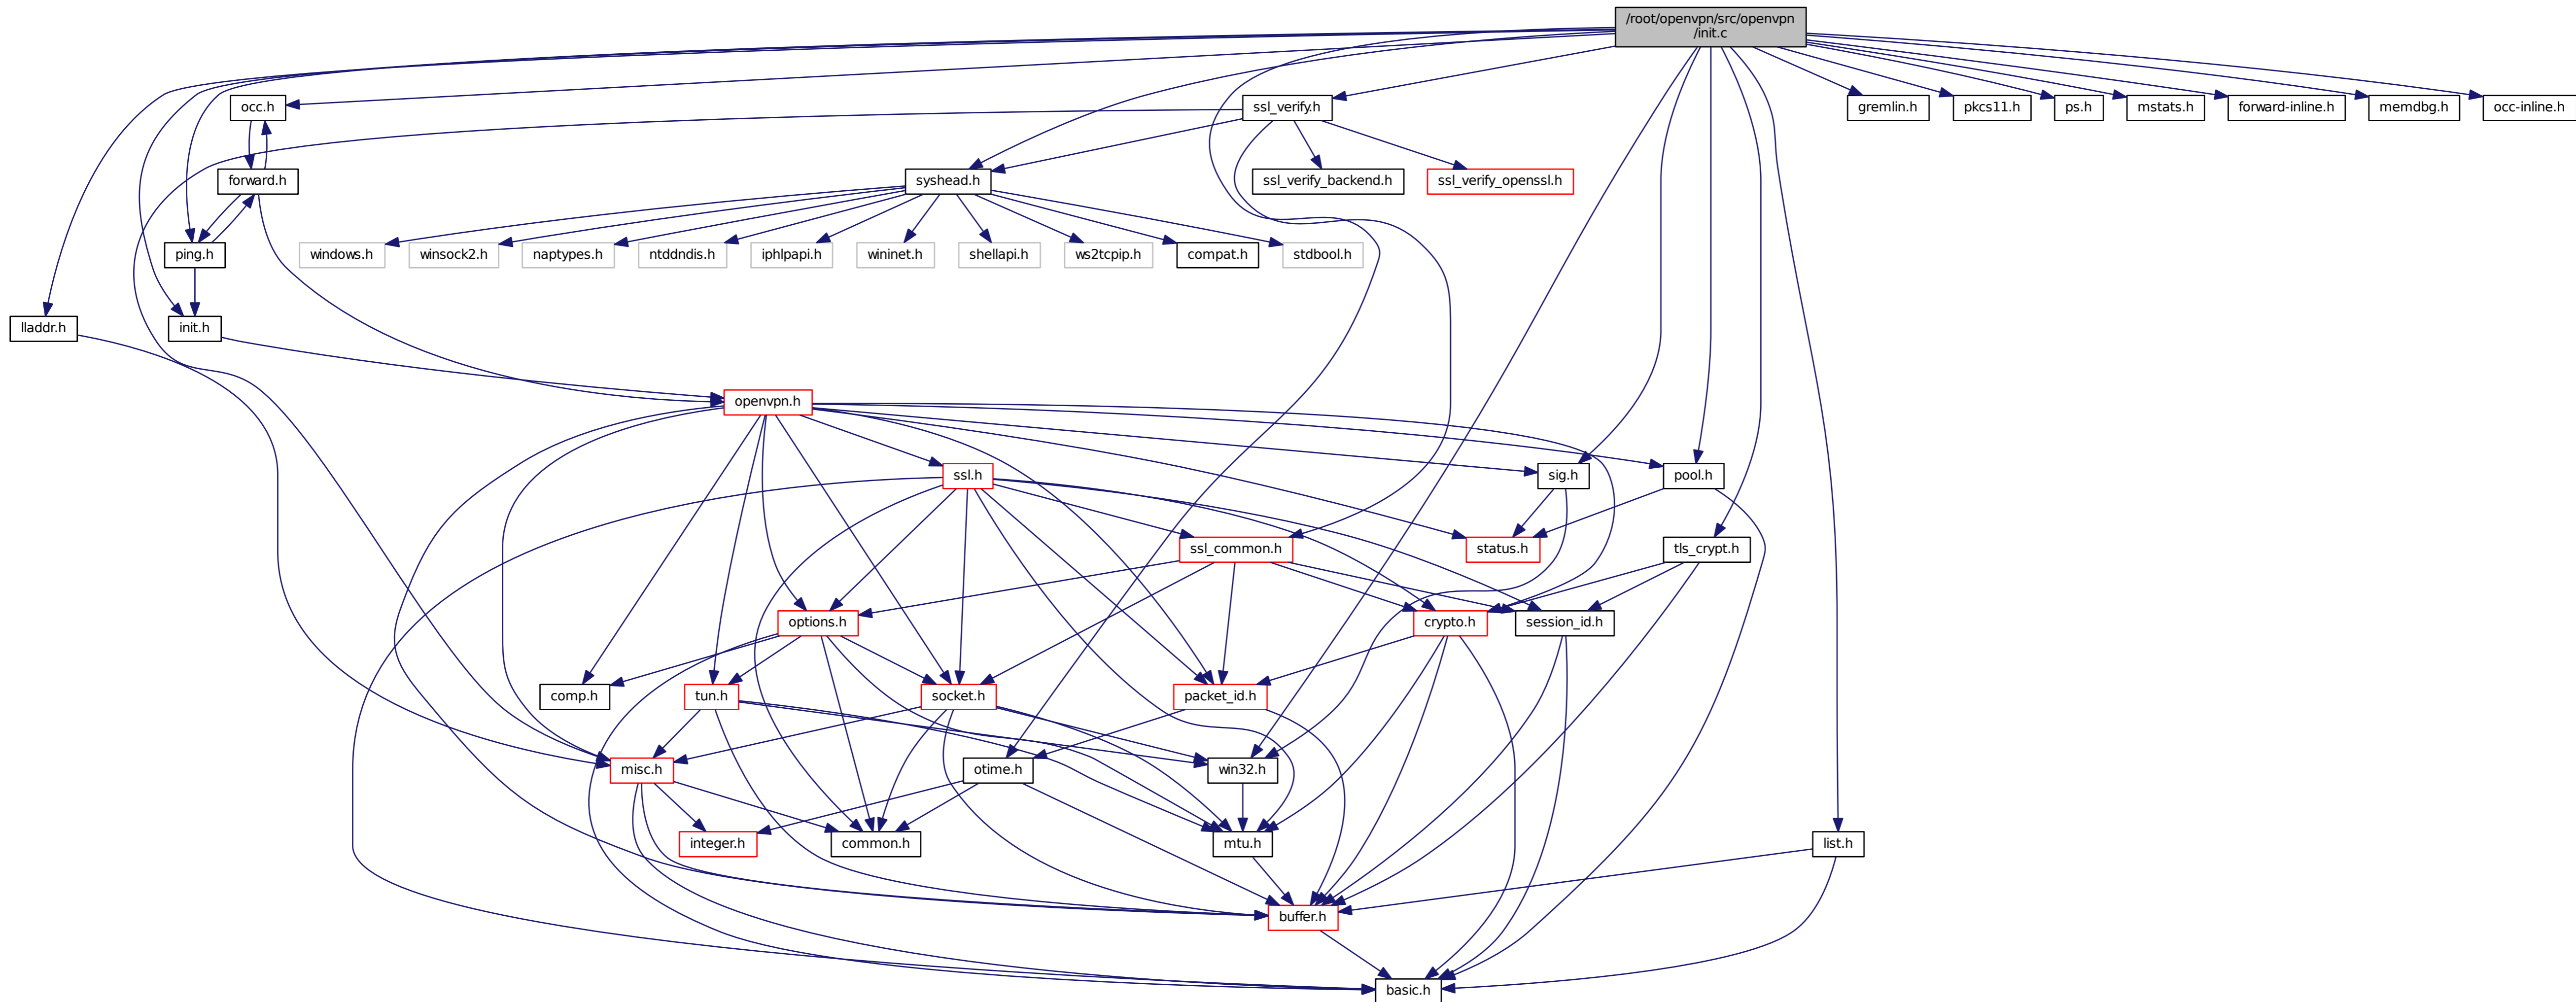 /root/openvpn/src/openvpn
/init.c
occ.h
ssl_verify.h
gremlin.h
pkcs11.h
ps.h
mstats.h
forward-inline.h
memdbg.h
occ-inline.h
forward.h
syshead.h
ssl_verify_backend.h
ssl_verify_openssl.h
ping.h
windows.h
winsock2.h
naptypes.h
ntddndis.h
iphlpapi.h
wininet.h
shellapi.h
ws2tcpip.h
compat.h
stdbool.h
lladdr.h
init.h
openvpn.h
ssl.h
sig.h
pool.h
ssl_common.h
status.h
tls_crypt.h
options.h
crypto.h
session_id.h
comp.h
tun.h
socket.h
packet_id.h
misc.h
otime.h
win32.h
integer.h
common.h
mtu.h
list.h
buffer.h
basic.h